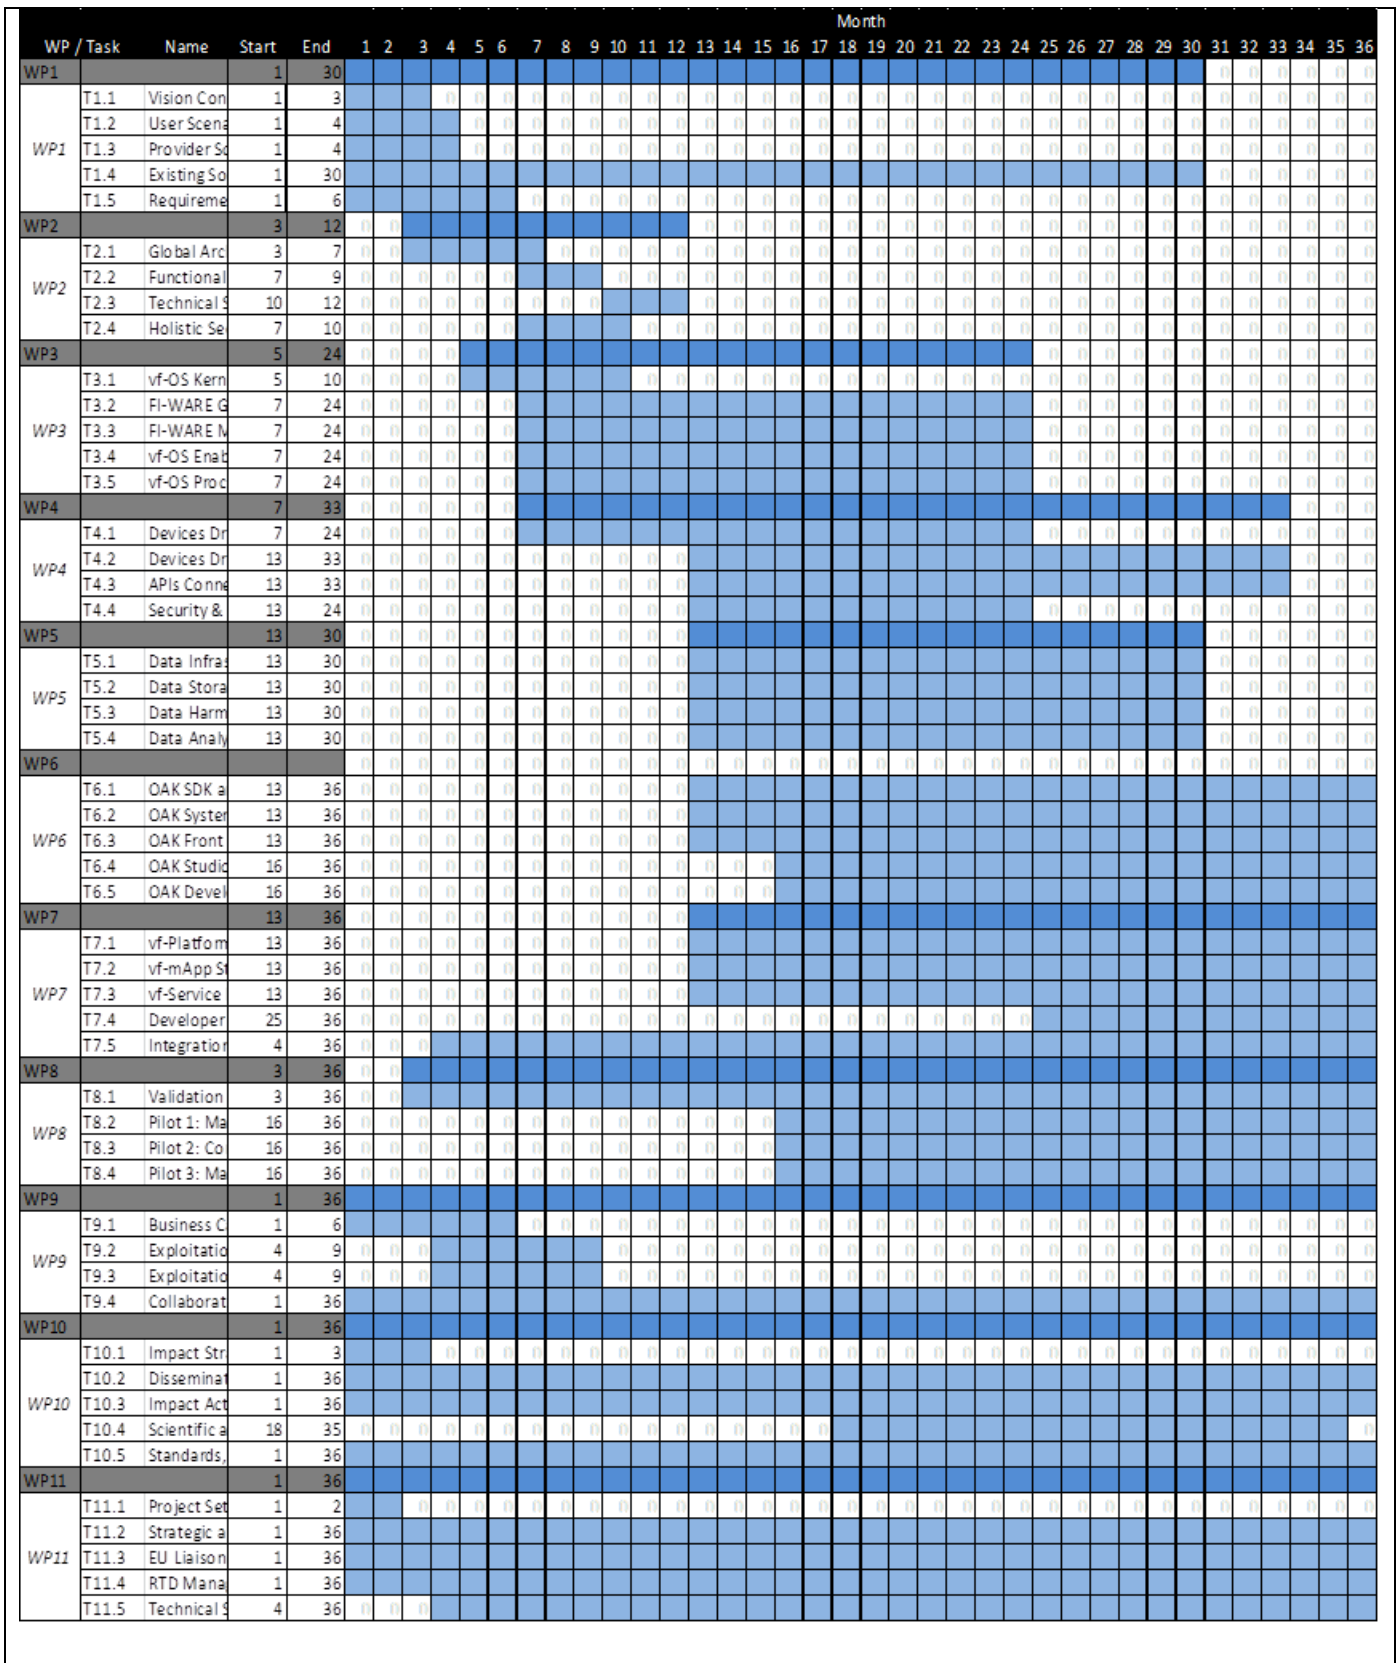 Month
WP / Task Name Start End 1 2 3 4 5 6 7 8 9 10 11 12 13 14 15 16 17 18 19 20 21 22 23 24 25 26 27 28 29 30 31 32 33 34 35 36
WP1 1 30
T1.1 Vision Con 1 3
T1.2 User Scena 1 4
WP1 T1.3 Provider Sc 1 4
T1.4 Existing So 1 30
T1.5 Requireme 1 6
WP2 3 12
T2.1 Global Arc 3 7
T2.2 Functional 7 9
WP2
T2.3 Technical S 10 12
T2.4 Holistic Se 7 10
WP3 5 24
T3.1 vf-OS Kern 5 10
T3.2 FI-WARE G 7 24
WP3 T3.3 FI-WARE M 7 24
T3.4 vf-OS Enab 7 24
T3.5 vf-OS Proc 7 24
WP4 7 33
T4.1 Devices Dr 7 24
T4.2 Devices Dr 13 33
WP4
T4.3 APIs Conne 13 33
T4.4 Security & 13 24
WP5 13 30
T5.1 Data Infras 13 30
T5.2 Data Stora 13 30
WP5
T5.3 Data Harm 13 30
T5.4 Data Analy 13 30
WP6
T6.1 OAK SDK a 13 36
T6.2 OAK System 13 36
WP6 T6.3 OAK Front 13 36
T6.4 OAK Studio 16 36
T6.5 OAK Devel 16 36
WP7 13 36
T7.1 vf-Platfom 13 36
T7.2 vf-mApp St 13 36
WP7 T7.3 vf-Service 13 36
T7.4 Developer 25 36
T7.5 Integration 4 36
WP8 3 36
T8.1 Validation 3 36
T8.2 Pilot 1: Ma 16 36
WP8
T8.3 Pilot 2: Co 16 36
T8.4 Pilot 3: Ma 16 36
WP9 1 36
T9.1 Business C 1 6
T9.2 Exploitatio 4 9
WP9
T9.3 Exploitatio 4 9
T9.4 Collaborat 1 36
WP10 1 36
T10.1 Impact Str 1 3
T10.2 Disseminat 1 36
WP10 T10.3 Impact Act 1 36
T10.4 Scientific a 18 35
T10.5 Standards, 1 36
WP11 1 36
T11.1 Project Set 1 2
T11.2 Strategic a 1 36
WP11 T11.3 EU Liaison 1 36
T11.4 RTD Mana 1 36
T11.5 Technical S 4 36